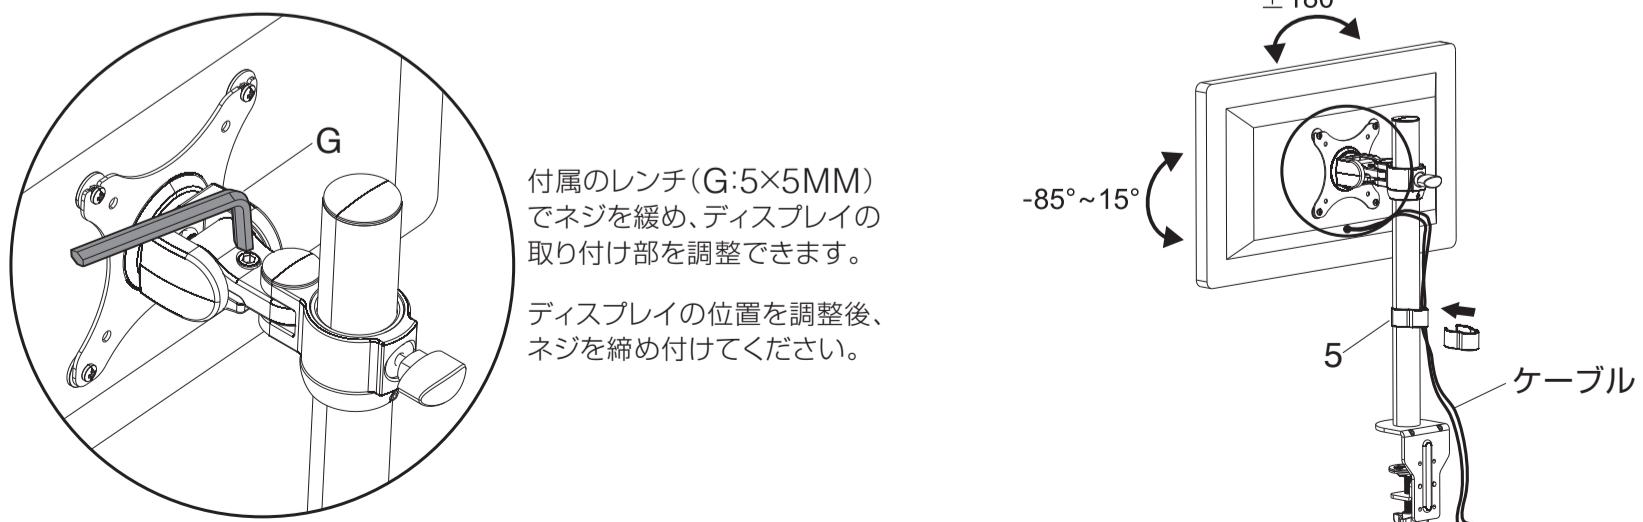 G
付属のレンチ(G:5×5MM)
でネジを緩め、ディスプレイの
取り付け部を調整できます。
ディスプレイの位置を調整後、
ネジを締め付けてください。
±180
-85°~15°
5
ケーブル